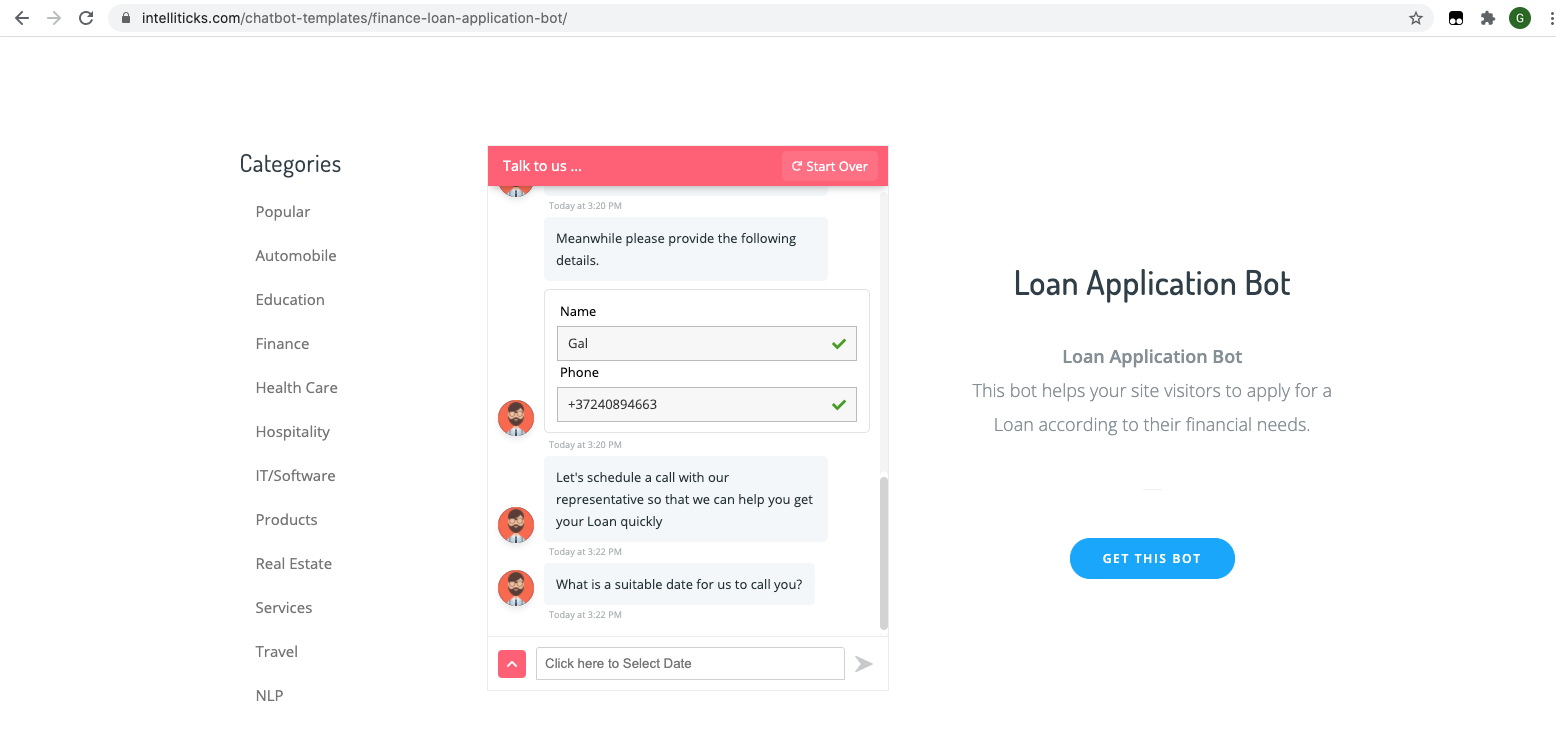 intelliticks.com/chatbot-templates/finance-loan-application-bot/
G
Categories
Popular
Automobile
Education
Finance
Health Care
Hospitality
IT/Software
Products
Real Estate
Services
Travel
NLP
Talk to us ...
Start Over
Today at 3:20 PM
Meanwhile please provide the following
details.
Name
Gal
Phone
+37240894663
Today at 3:20 PM
Let's schedule a call with our
representative so that we can help you get
your Loan quickly
Today at 3:22 PM
What is a suitable date for us to call you?
Today at 3:22 PM
Click here to Select Date
Loan Application Bot
Loan Application Bot
This bot helps your site visitors to apply for a
Loan according to their financial needs.
GET THIS BOT